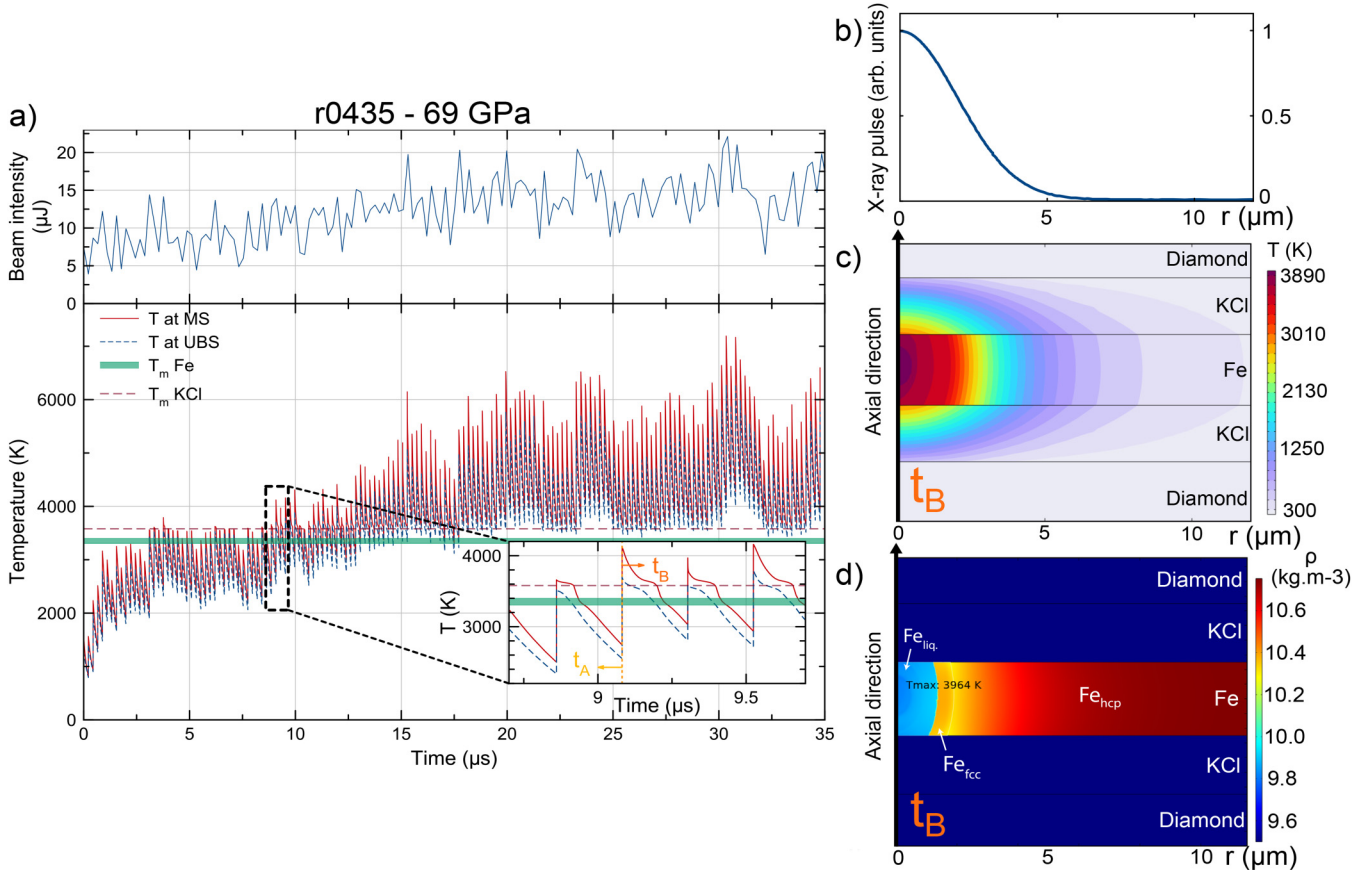 a)
r0435 - 69 GPa
Beam intensity
(μJ)
20
15
10
5
0
T at MS
T at UBS
Tm Fe
Tm KCl
Temperature (K)
6000
4000
2000
0
0
5
10
15
20
25
30
35
Time (μs)
T (K)
4000
3000
tB
tA
9
9.5
Time (μs)
b)
X-ray pulse (arb. units)
1
0.5
0
0
5
10
r (μm)
c)
Axial direction
Diamond
KCl
Fe
KCl
Diamond
tB
T (K)
3890
3010
2130
1250
300
0
5
10
r (μm)
d)
Axial direction
Diamond
KCl
Feliq.
Tmax: 3964 K
Fehcp
Fe
Fefcc
KCl
Diamond
tB
ρ
(kg.m-3)
10.6
10.4
10.2
10
9.8
9.6
0
5
10
r (μm)